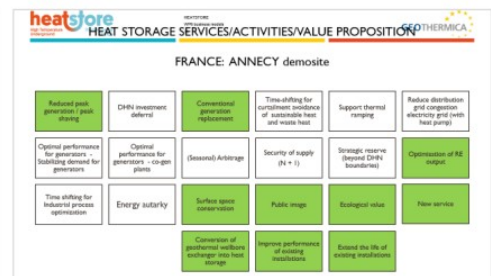 heatstore
High Temperature
Underground
HEATSTORE
GEOTHERMICA
HEAT STORAGE SERVICES/ACTIVITIES/VALUE PROPOSITION
FRANCE: ANNECY demosite
Reduced peak
generation / peak
shaving
DHN investment
deferral
Conventional
generation
replacement
Time-shifting for
curtailment avoidance
of sustainable heat
and waste heat
Support thermal
ramping
Reduce distribution
grid congestion
electricity grid (with
heat pump)
Optimal performance
for generators -
Stabilizing demand for
generators
Optimal
performance for
generators - co-gen
plants
(Seasonal) Arbitrage
Security of supply
(N + 1)
Strategic reserve
(beyond DHN
boundaries)
Optimisation of RE
output
Time shifting for
Industrial process
optimization
Energy autarky
Surface space
conservation
Public image
Ecological value
New service
Conversion of
geothermal wellbore
exchanger into heat
storage
Improve performance
of existing
installations
Extend the life of
existing installations